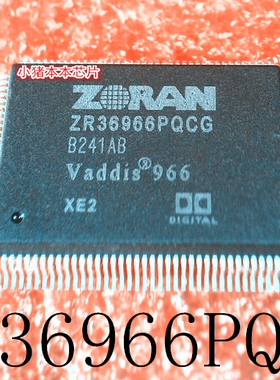 小猪本本芯片
ZORAN
ZR36966PQCG
B241AB
Vaddis®966
XE2
DIGITAL
36966PQ